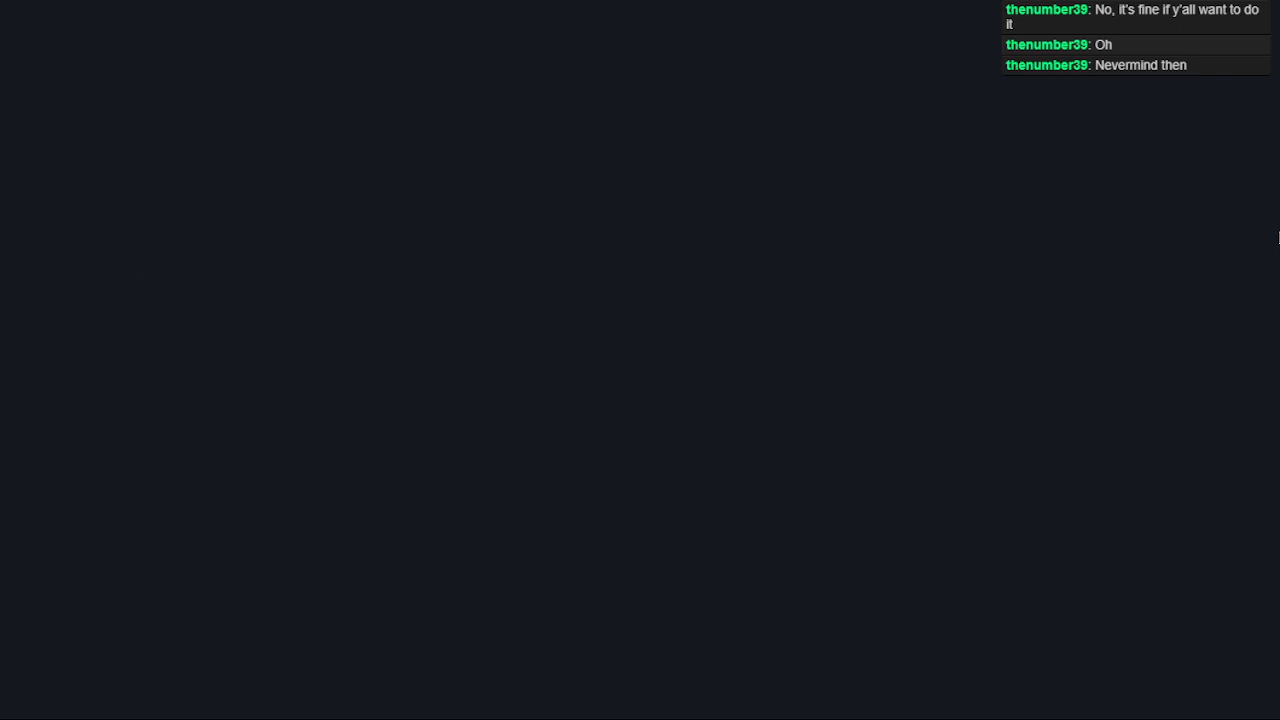 thenumber39: No, it's fine if y'all want to do
it
thenumber39: Oh
thenumber39: Nevermind then